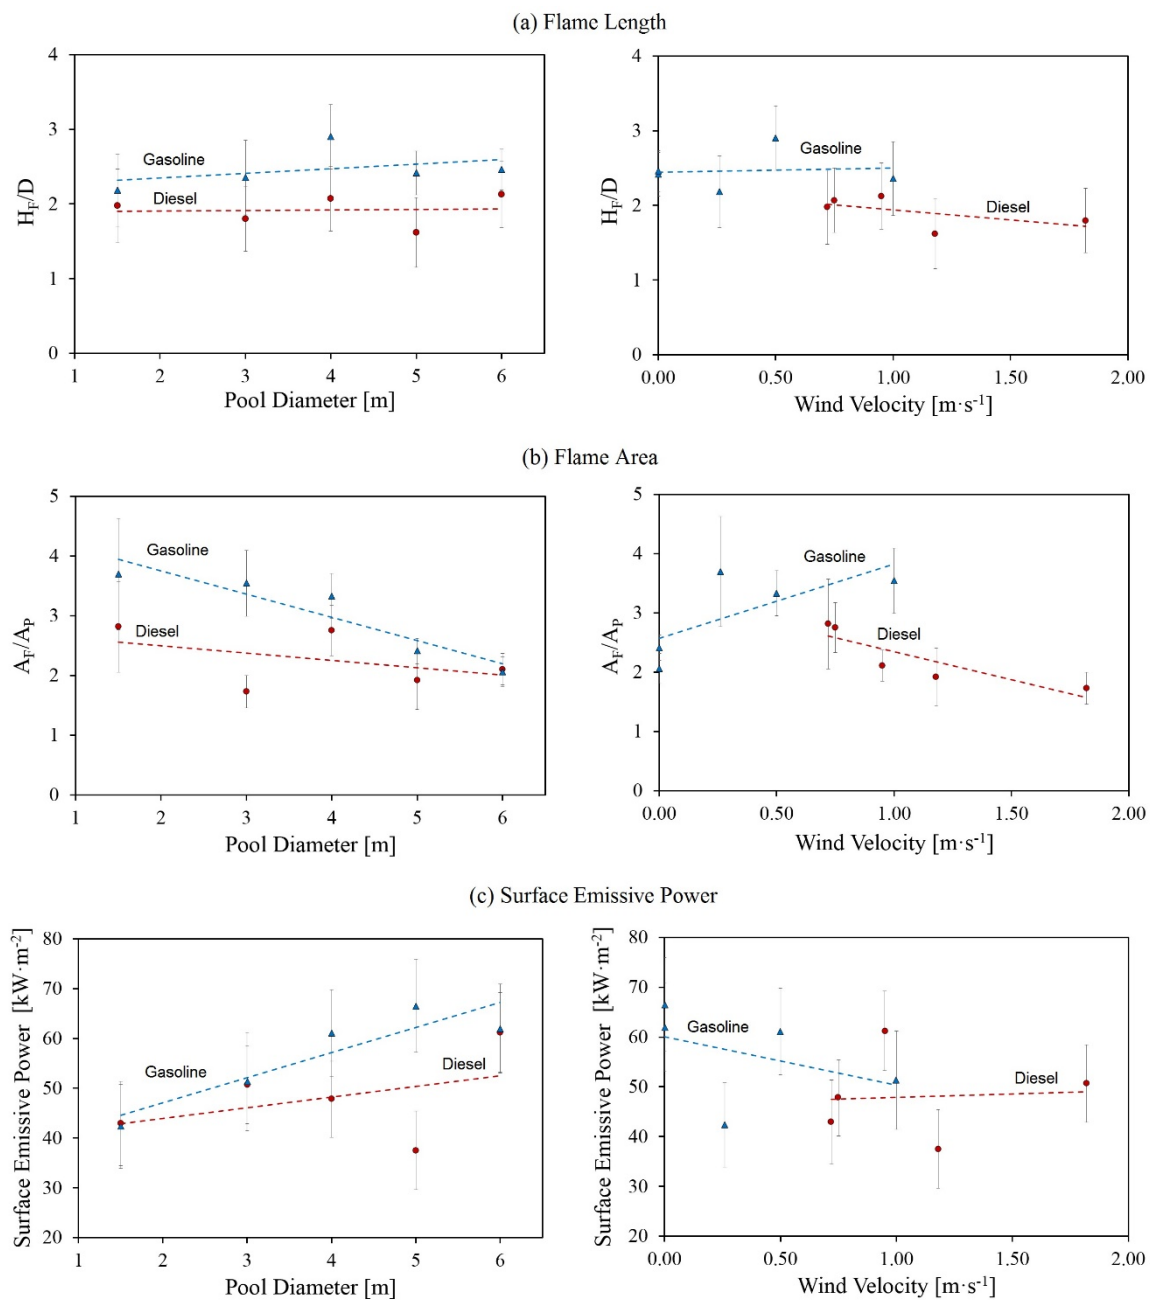 (a) Flame Length
4
3
2
1
0
H_F/D
Gasoline
Diesel
1 2 3 4 5 6
Pool Diameter [m]
4
3
2
1
0
H_F/D
Gasoline
Diesel
0.00 0.50 1.00 1.50 2.00
Wind Velocity [m·s⁻¹]
(b) Flame Area
5
4
3
2
1
0
A_F/A_P
Gasoline
Diesel
1 2 3 4 5 6
Pool Diameter [m]
5
4
3
2
1
0
A_F/A_P
Gasoline
Diesel
0.00 0.50 1.00 1.50 2.00
Wind Velocity [m·s⁻¹]
(c) Surface Emissive Power
80
70
60
50
40
30
20
Surface Emissive Power [kW·m⁻²]
Gasoline
Diesel
1 2 3 4 5 6
Pool Diameter [m]
80
70
60
50
40
30
20
Surface Emissive Power [kW·m⁻²]
Gasoline
Diesel
0.00 0.50 1.00 1.50 2.00
Wind Velocity [m·s⁻¹]